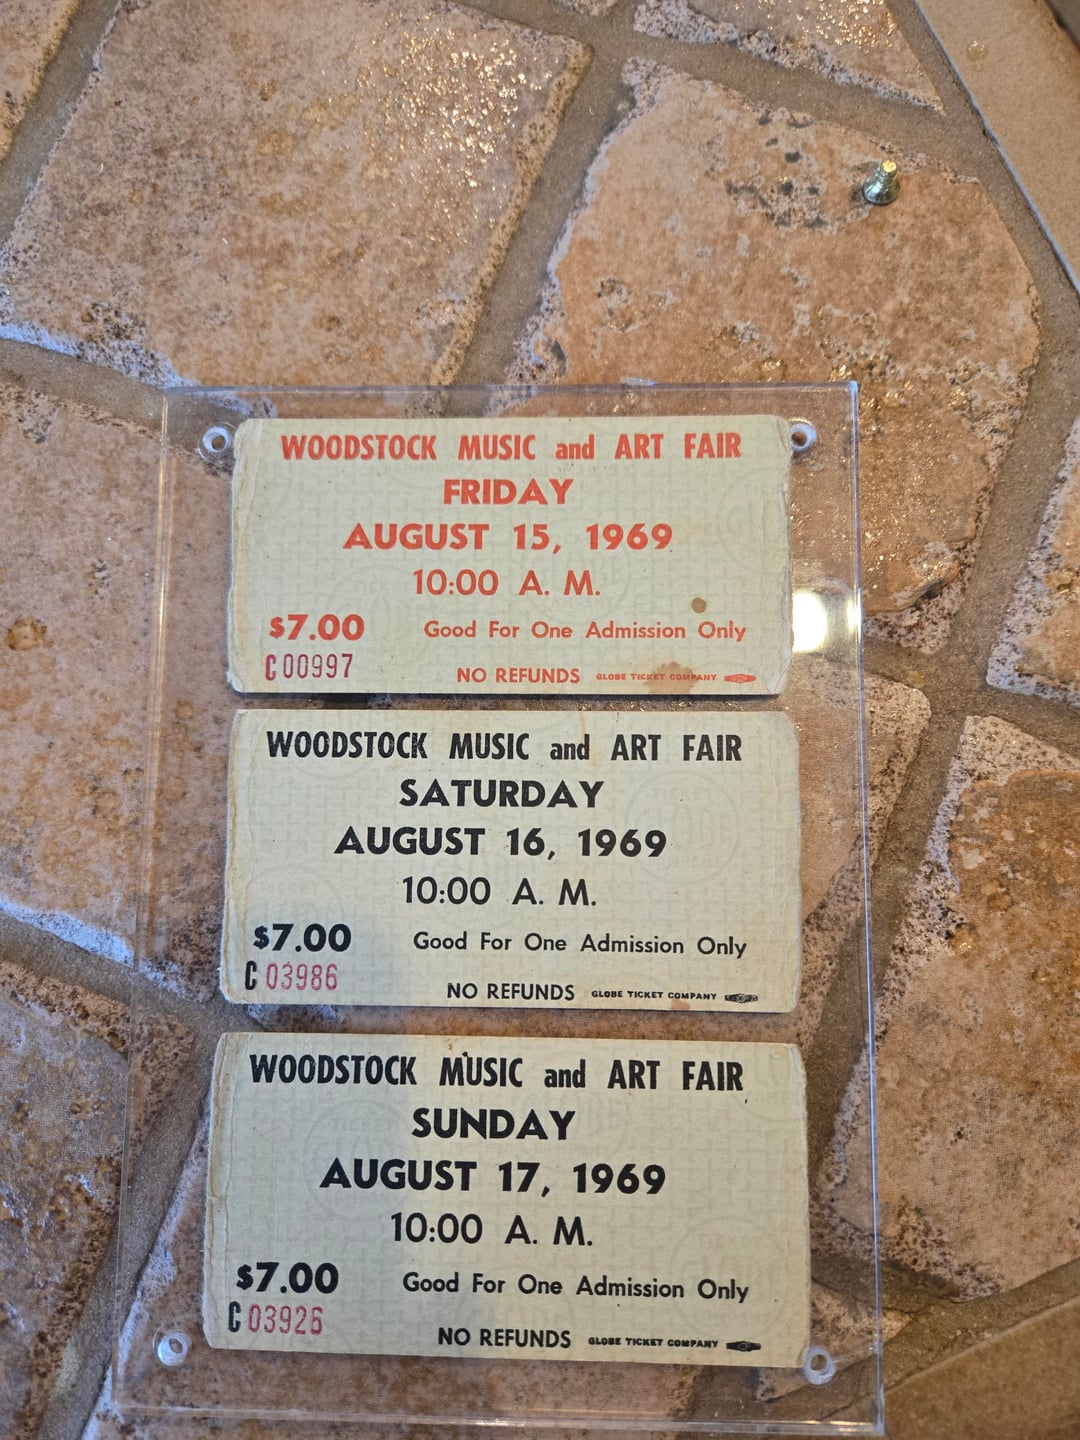 WOODSTOCK MUSIC and ART FAIR
FRIDAY
AUGUST 15, 1969
10:00 A. M.
$7.00 Good For One Admission Only
C00997 NO REFUNDS GLOBE TICKET COMPANY
WOODSTOCK MUSIC and ART FAIR
SATURDAY
AUGUST 16, 1969
10:00 A. M.
$7.00 Good For One Admission Only
C 03986 NO REFUNDS GLOBE TICKET COMPANY
WOODSTOCK MUSIC and ART FAIR
SUNDAY
AUGUST 17, 1969
10:00 A. M.
$7.00 Good For One Admission Only
C 03926 NO REFUNDS GLOBE TICKET COMPANY